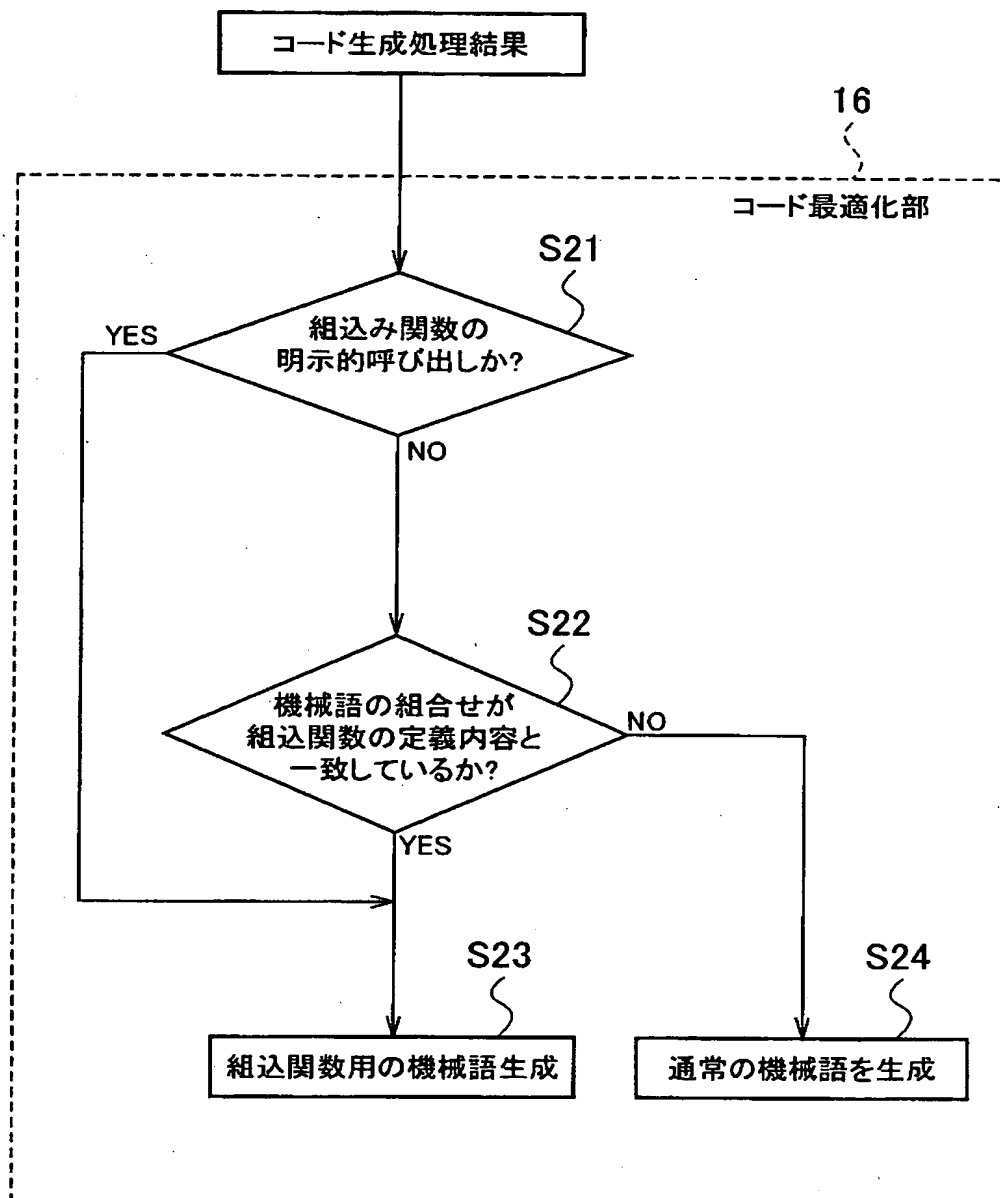 コード生成処理結果
16
コード最適化部
S21
YES
組込み関数の
明示的呼び出しか?
NO
S22
機械語の組合せが
組込関数の定義内容と
一致しているか?
NO
YES
S23
組込関数用の機械語生成
S24
通常の機械語を生成